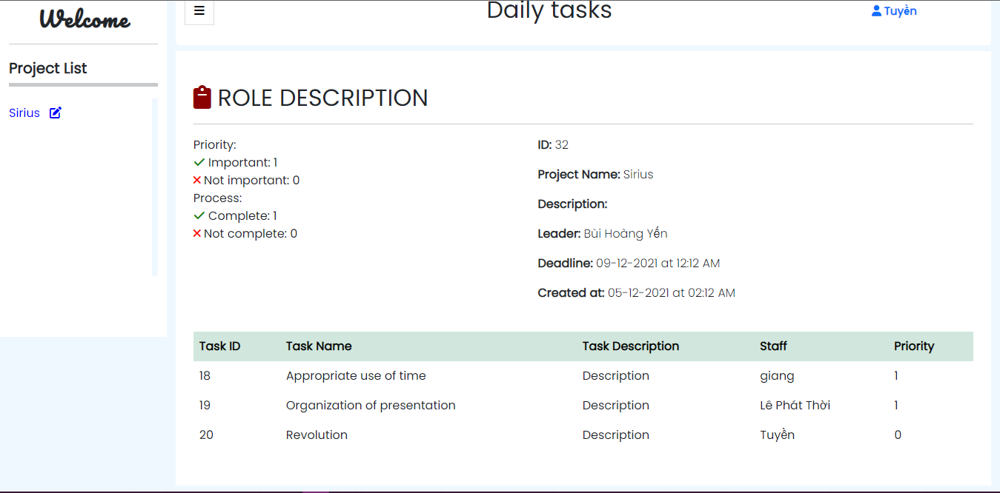 Welcome
Project List
Sirius
Daily tasks
Tuyền
ROLE DESCRIPTION
Priority:
Important: 1
Not important: 0
Process:
Complete: 1
Not complete: 0
ID: 32
Project Name: Sirius
Description:
Leader: Bùi Hoàng Yến
Deadline: 09-12-2021 at 12:12 AM
Created at: 05-12-2021 at 02:12 AM
Task ID Task Name Task Description Staff Priority
18 Appropriate use of time Description giang 1
19 Organization of presentation Description Lê Phát Thời 1
20 Revolution Description Tuyền 0